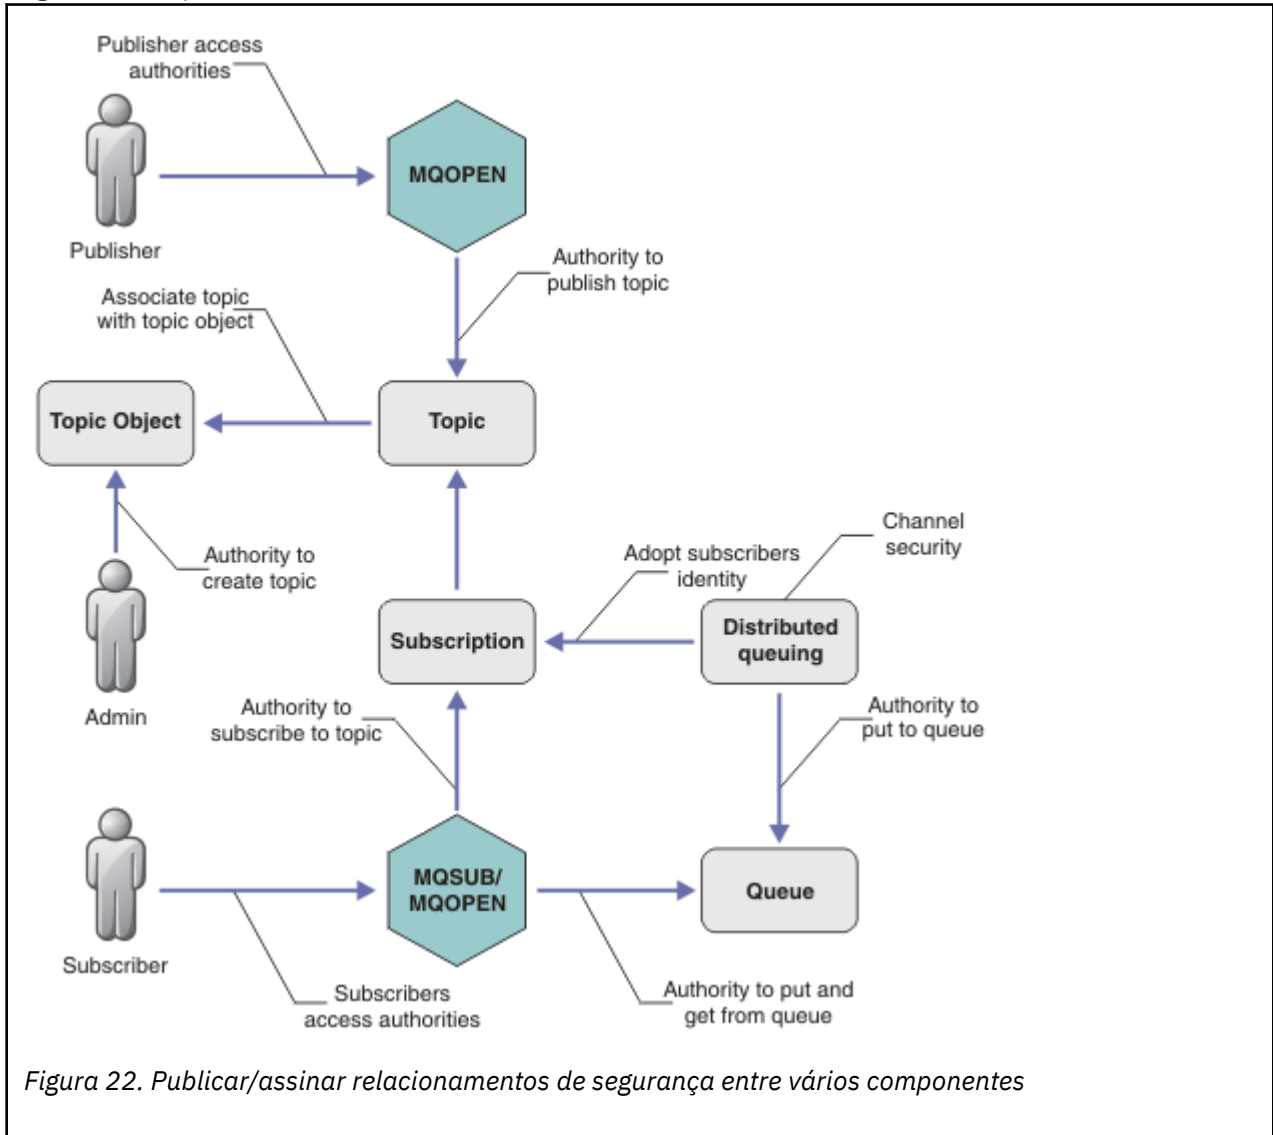 Publisher access
authorities
MQOPEN
Publisher
Authority to
publish topic
Associate topic
with topic object
Topic Object
Topic
Channel
security
Authority to
create topic
Adopt subscribers
identity
Subscription
Distributed
queuing
Admin
Authority to
subscribe to topic
Authority to
put to queue
MQSUB/
MQOPEN
Queue
Subscriber
Subscribers
access authorities
Authority to put and
get from queue
Figura 22. Publicar/assinar relacionamentos de segurança entre vários componentes